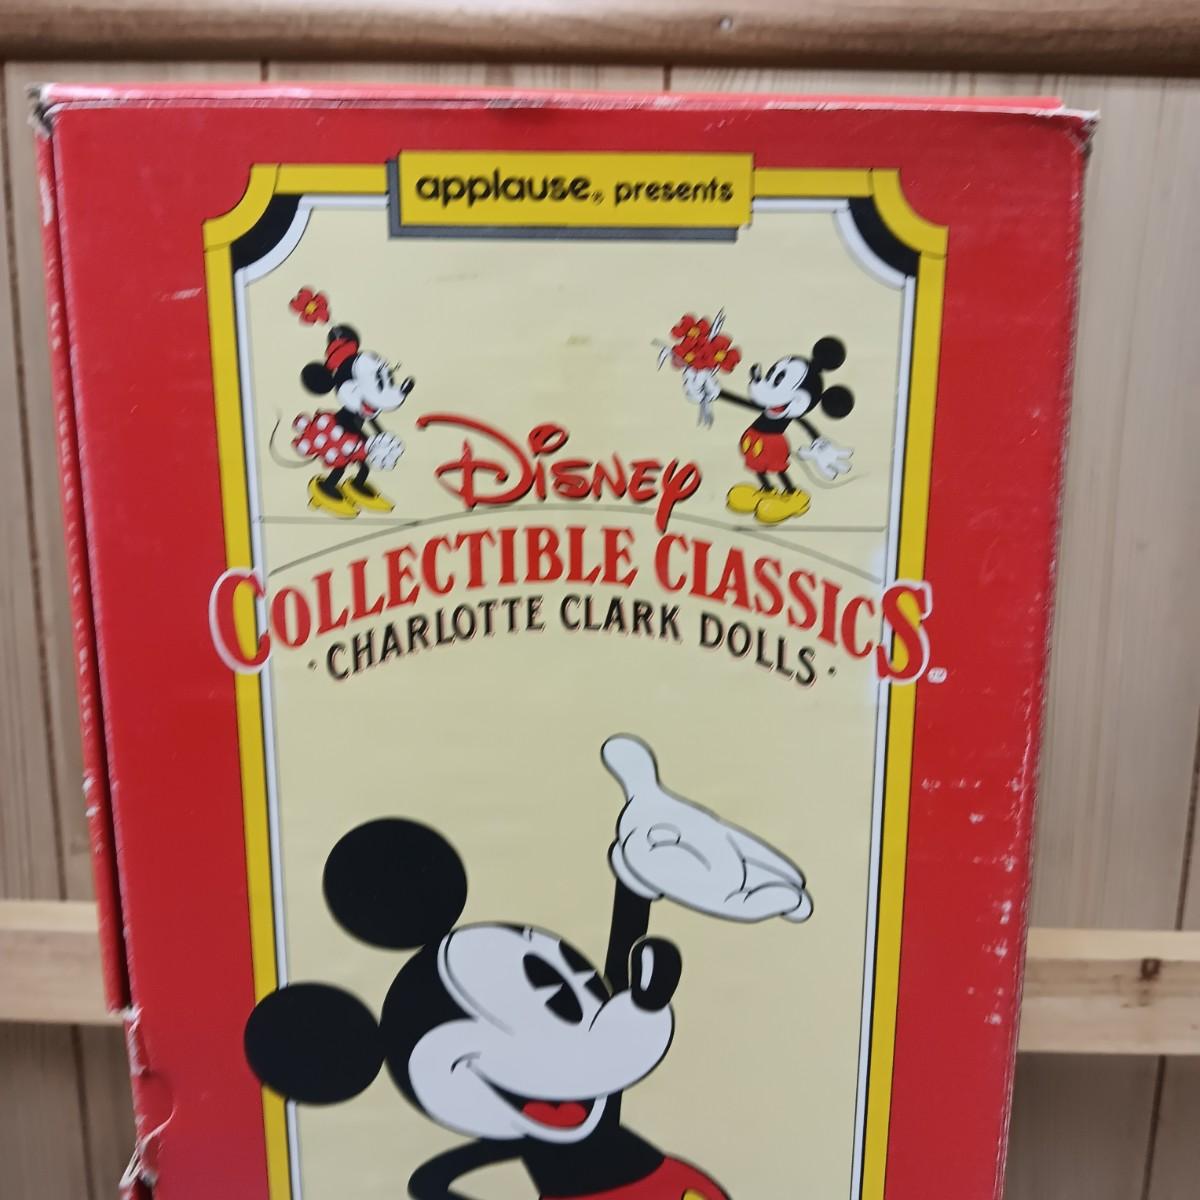 applause® presents
Disney
COLLECTIBLE CLASSICS
· CHARLOTTE CLARK DOLLS ·